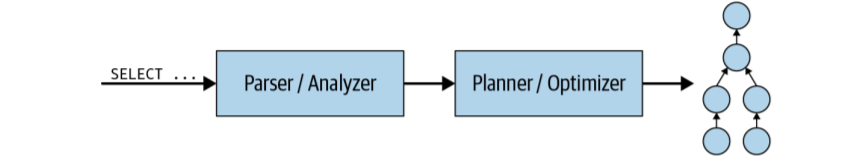 SELECT ...
Parser / Analyzer
Planner / Optimizer